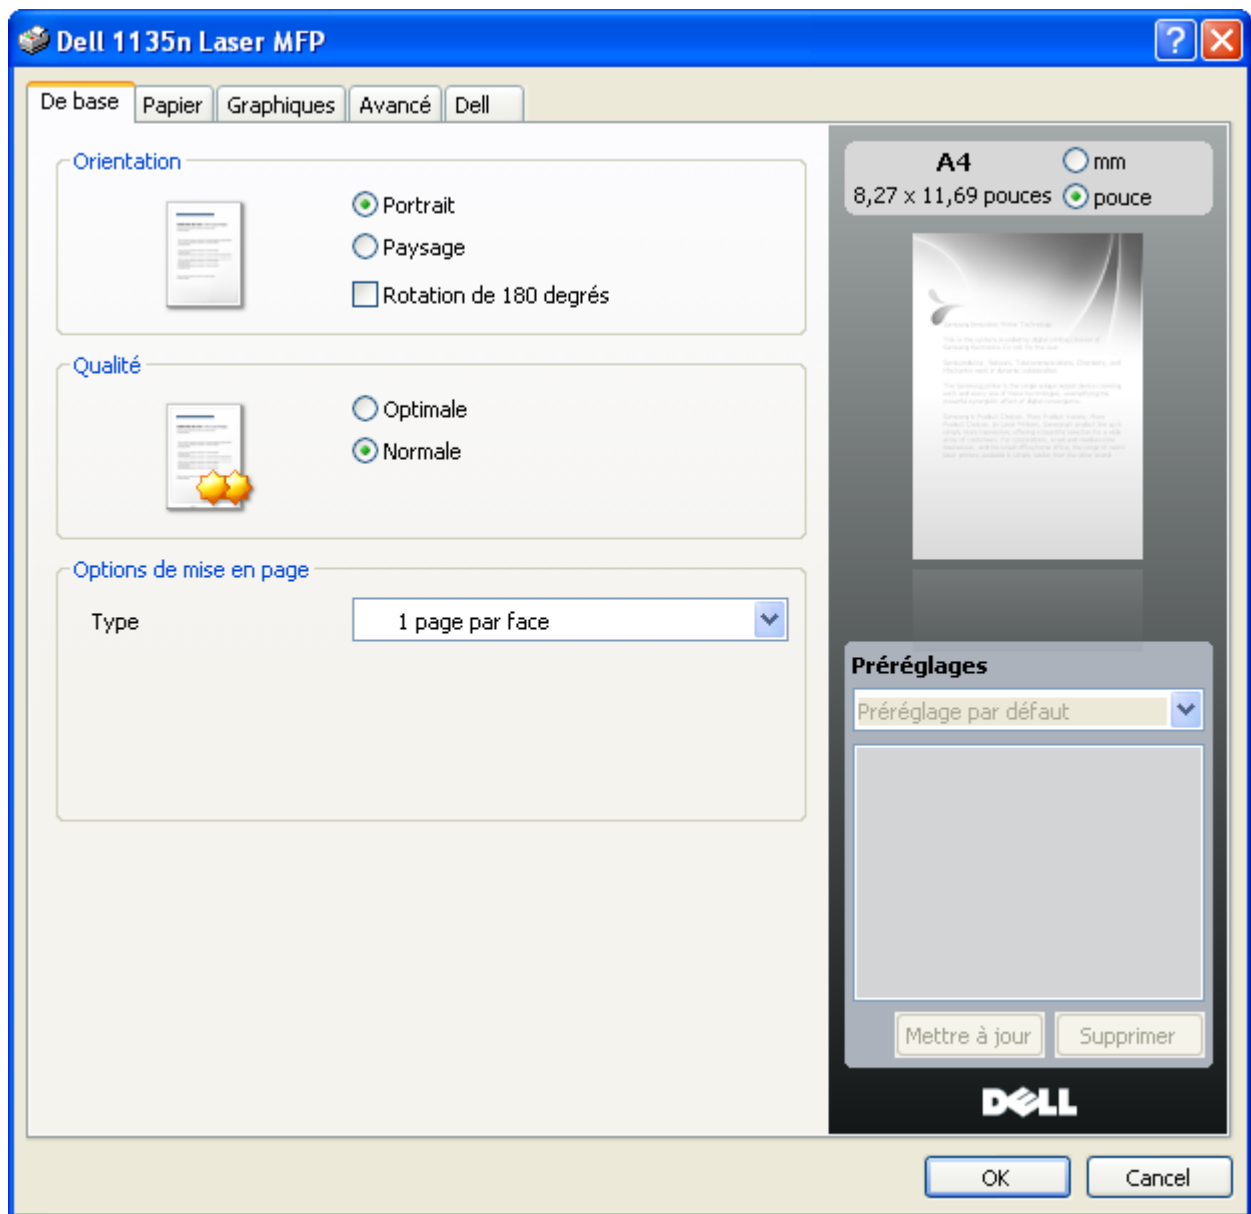 Dell 1135n Laser MFP
De base
Papier
Graphiques
Avancé
Dell
Orientation
Portrait
Paysage
Rotation de 180 degrés
Qualité
Optimale
Normale
Options de mise en page
Type
1 page par face
A4
mm
8,27 x 11,69 pouces
pouce
Préréglages
Préréglage par défaut
Mettre à jour
Supprimer
DELL
OK
Cancel